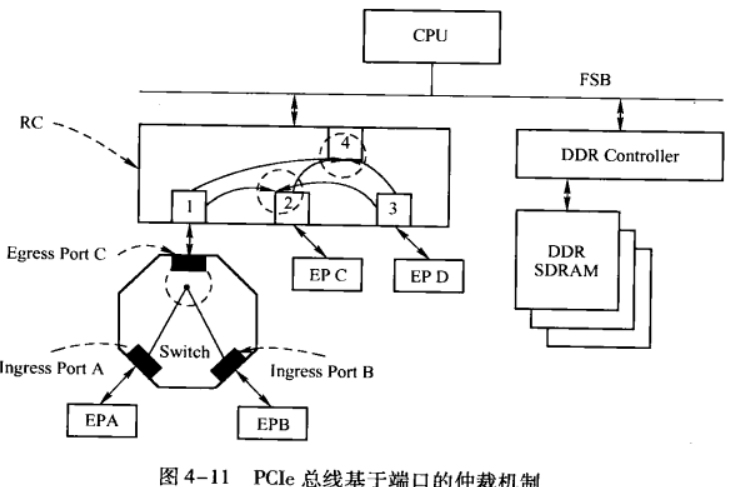 CPU
FSB
RC
4
DDR Controller
1
2
3
Egress Port C
EP C
EP D
DDR
SDRAM
Switch
Ingress Port A
Ingress Port B
EPA
EPB
图 4-11 PCIe 总线基于端口的仲裁机制